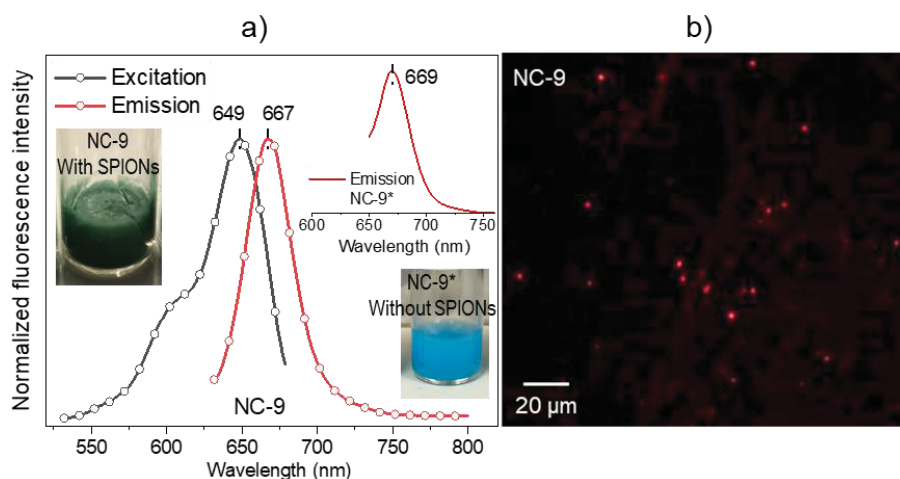 a)
b)
Normalized fluorescence intensity
Excitation
Emission
649
667
NC-9
With SPIONs
669
Emission
NC-9*
600
650
700
750
Wavelength (nm)
NC-9*
Without SPIONs
NC-9
550
600
650
700
750
800
Wavelength (nm)
NC-9
20 µm